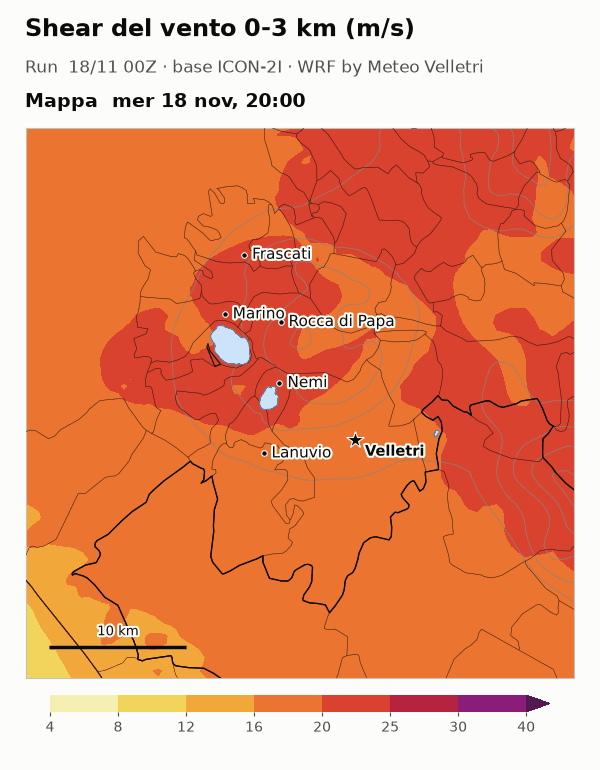 Shear del vento 0-3 km (m/s)
Run 18/11 00Z · base ICON-2I · WRF by Meteo Velletri
Mappa mer 18 nov, 20:00
Frascati
Marino
Rocca di Papa
Nemi
Velletri
Lanuvio
10 km
4 8 12 16 20 25 30 40